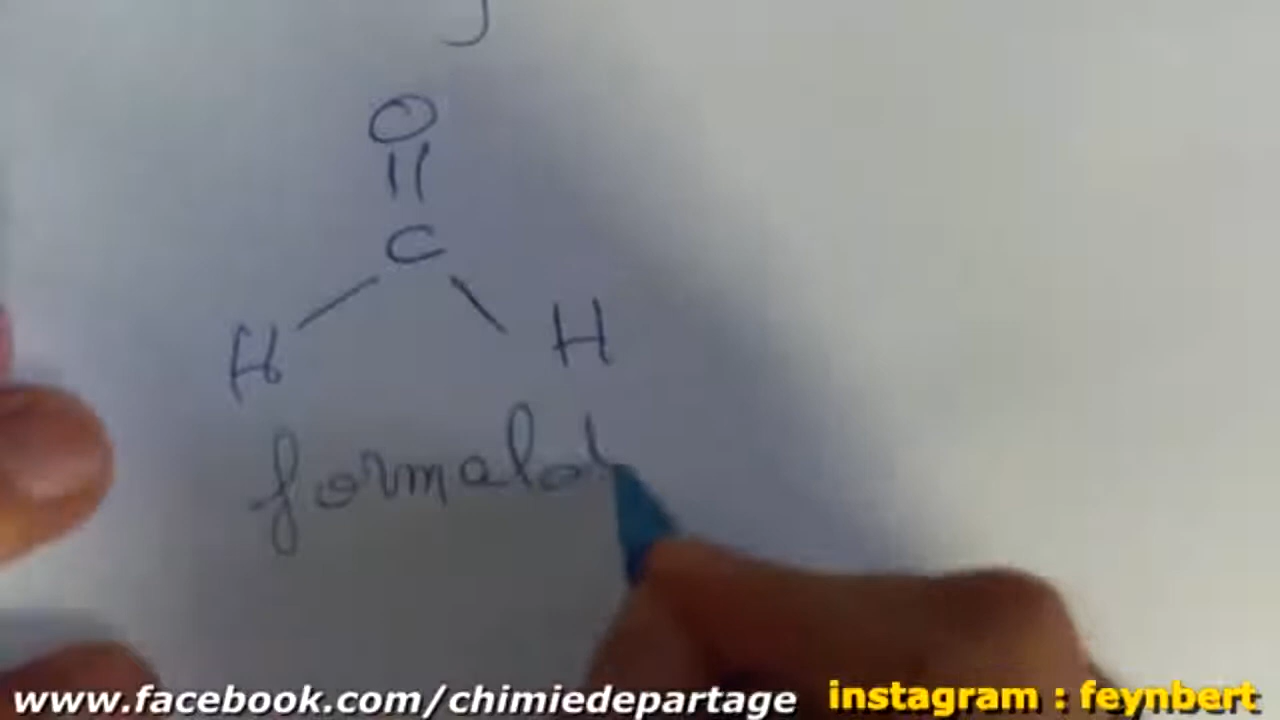 O
C
H H
formald
www.facebook.com/chimiedepartage instagram : feynbert